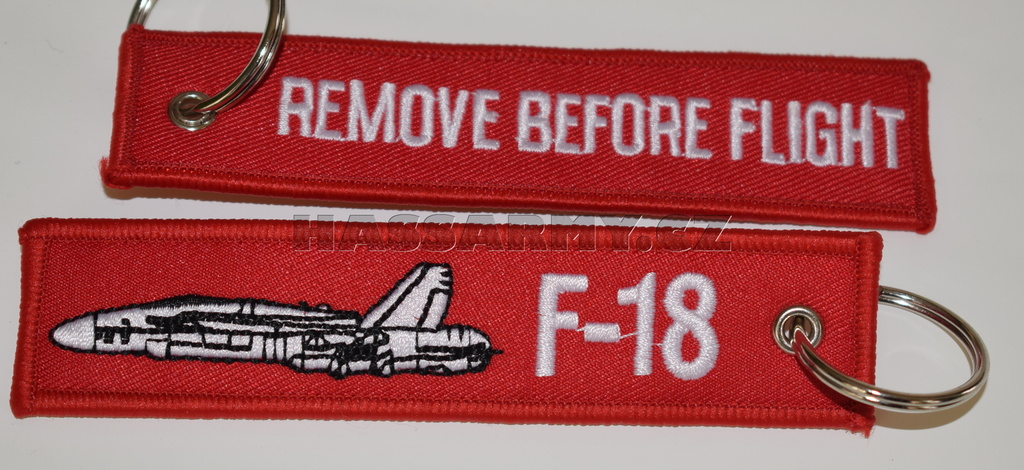 REMOVE BEFORE FLIGHT
HASSARMY.cz
F-18